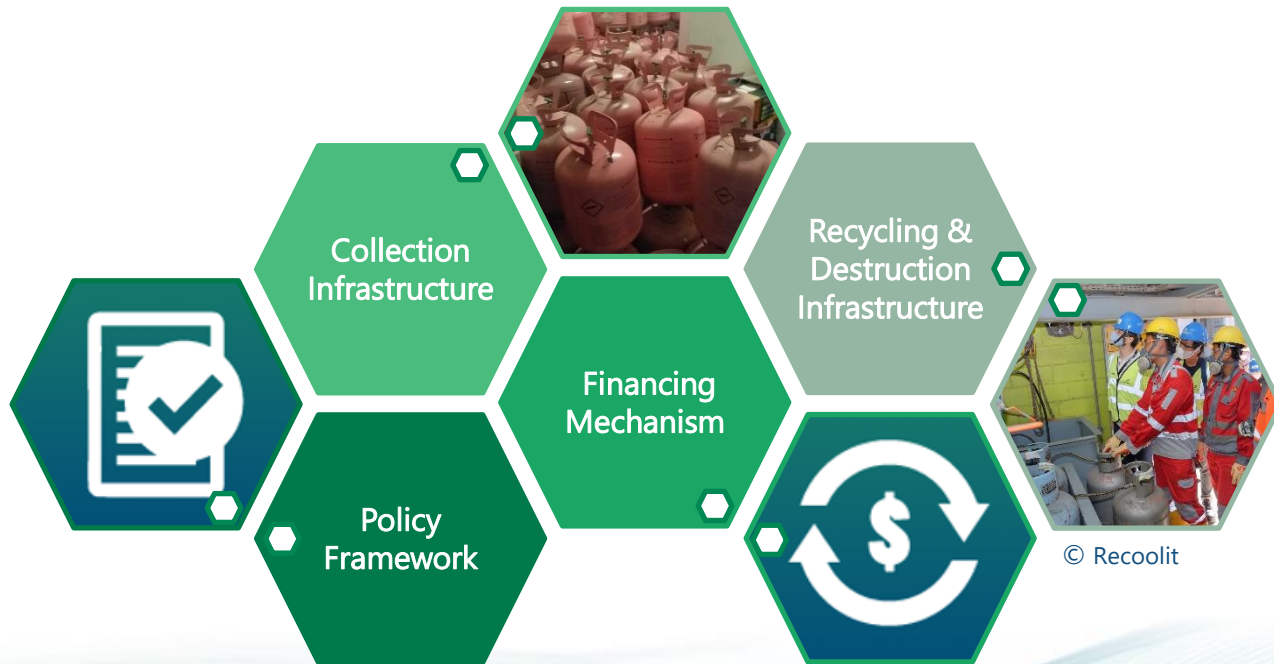 Collection
Infrastructure
Recycling &
Destruction
Infrastructure
Financing
Mechanism
Policy
Framework
$
© Recoolit